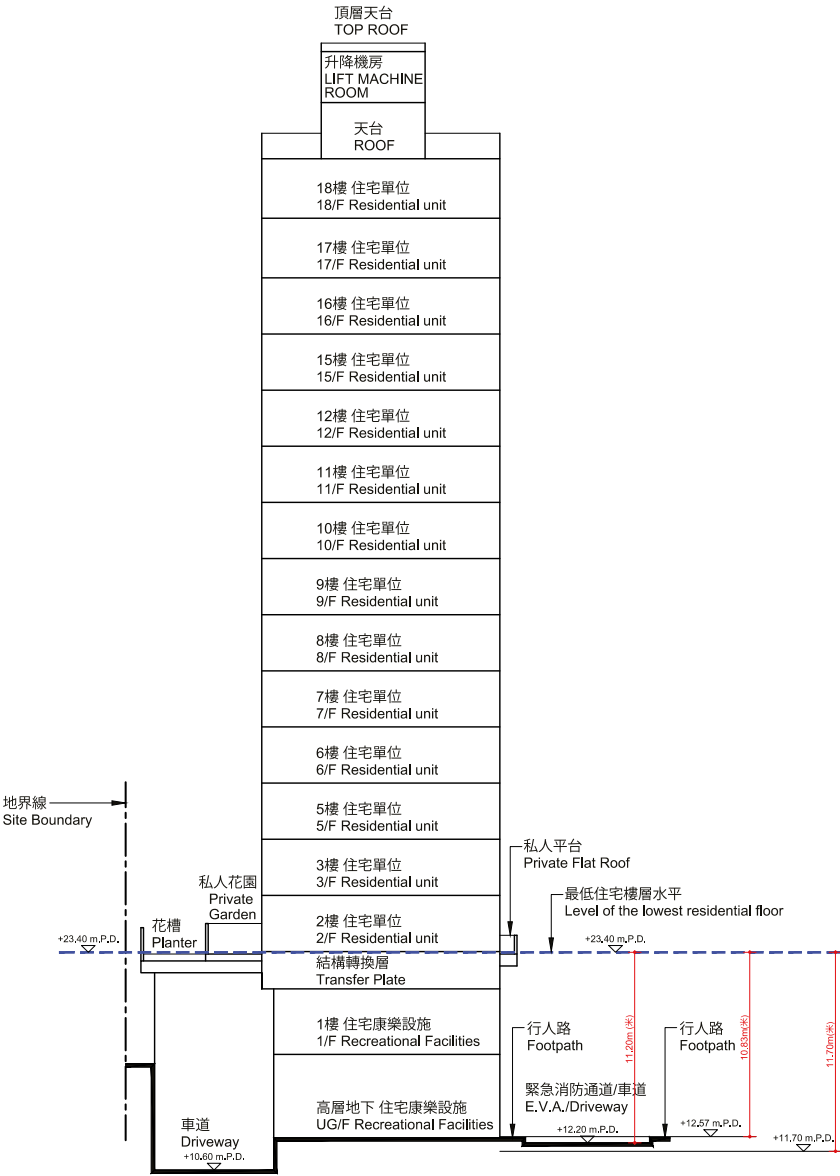 頂層天台
TOP ROOF
升降機房
LIFT MACHINE
ROOM
天台
ROOF
18樓 住宅單位
18/F Residential unit
17樓 住宅單位
17/F Residential unit
16樓 住宅單位
16/F Residential unit
15樓 住宅單位
15/F Residential unit
12樓 住宅單位
12/F Residential unit
11樓 住宅單位
11/F Residential unit
10樓 住宅單位
10/F Residential unit
9樓 住宅單位
9/F Residential unit
8樓 住宅單位
8/F Residential unit
7樓 住宅單位
7/F Residential unit
6樓 住宅單位
6/F Residential unit
地界線
Site Boundary
5樓 住宅單位
5/F Residential unit
3樓 住宅單位
3/F Residential unit
私人平台
Private Flat Roof
私人花園
Private
Garden
最低住宅樓層水平
Level of the lowest residential floor
花槽
Planter
2樓 住宅單位
2/F Residential unit
+23.40 m.P.D.
+23.40 m.P.D.
結構轉換層
Transfer Plate
1樓 住宅康樂設施
1/F Recreational Facilities
行人路
Footpath
行人路
Footpath
11.20m(米)
10.83m(米)
11.70m(米)
緊急消防通道/車道
E.V.A./Driveway
高層地下 住宅康樂設施
UG/F Recreational Facilities
車道
Driveway
+12.20 m.P.D.
+12.57 m.P.D.
+11.70 m.P.D.
+10.60 m.P.D.